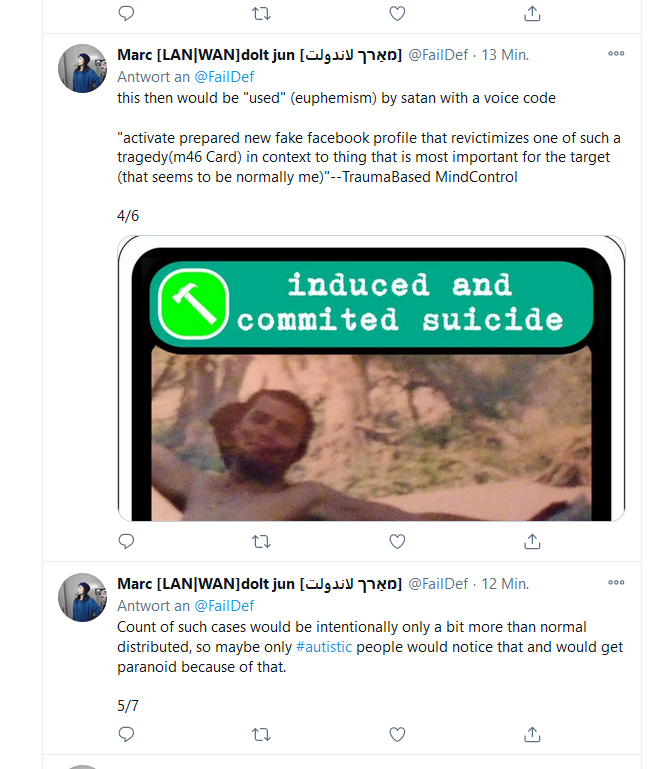 Marc [LAN|WAN]dolt jun [מאַרך לאַנדולت لاندولت] @FailDef · 13 Min.
Antwort an @FailDef
this then would be "used" (euphemism) by satan with a voice code
"activate prepared new fake facebook profile that revictimizes one of such a
tragedy(m46 Card) in context to thing that is most important for the target
(that seems to be normally me)"--TraumaBased MindControl
4/6
induced and
commited suicide
Marc [LAN|WAN]dolt jun [מאַרך لاندולت] @FailDef · 12 Min.
Antwort an @FailDef
Count of such cases would be intentionally only a bit more than normal
distributed, so maybe only #autistic people would notice that and would get
paranoid because of that.
5/7